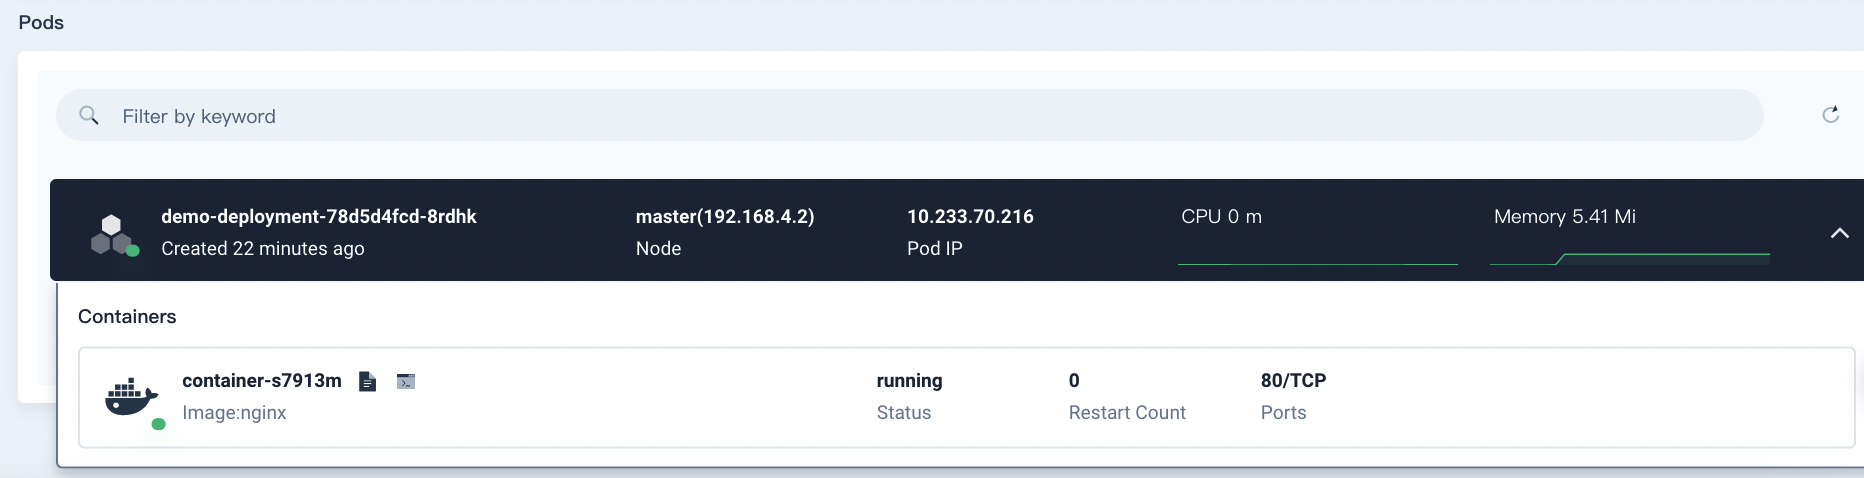 Pods
Filter by keyword
demo-deployment-78d5d4fcd-8rdhk
Created 22 minutes ago
master(192.168.4.2)
Node
10.233.70.216
Pod IP
CPU 0 m
Memory 5.41 Mi
Containers
container-s7913m
Image:nginx
running
Status
0
Restart Count
80/TCP
Ports